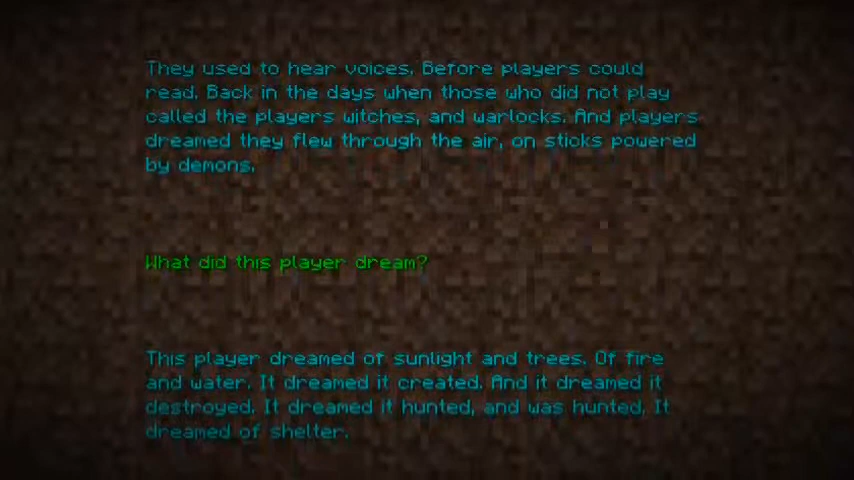 They used to hear voices. Before players could
read. Back in the days when those who did not play
called the players witches, and warlocks. And players
dreamed they flew through the air, on sticks powered
by demons.
What did this player dream?
This player dreamed of sunlight and trees. Of fire
and water. It dreamed it created. And it dreamed it
destroyed. It dreamed it hunted, and was hunted. It
dreamed of shelter.